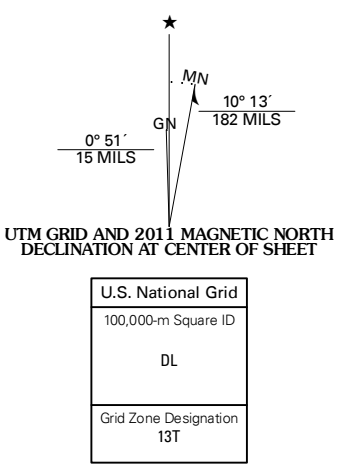 ★
MN
GN
10° 13´
182 MILS
0° 51´
15 MILS
UTM GRID AND 2011 MAGNETIC NORTH
DECLINATION AT CENTER OF SHEET
U.S. National Grid
100,000-m Square ID
DL
Grid Zone Designation
13T